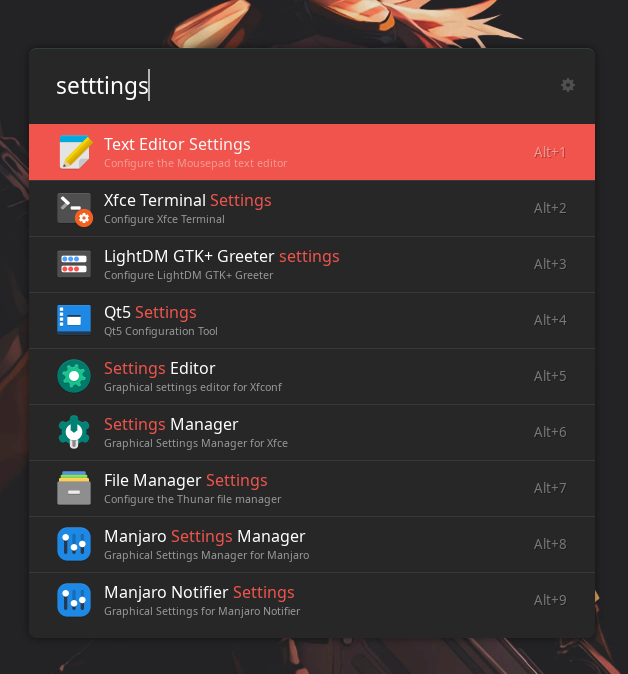 setttings
Text Editor Settings
Configure the Mousepad text editor
Alt+1
Xfce Terminal Settings
Configure Xfce Terminal
Alt+2
LightDM GTK+ Greeter settings
Configure LightDM GTK+ Greeter
Alt+3
Qt5 Settings
Qt5 Configuration Tool
Alt+4
Settings Editor
Graphical settings editor for Xfconf
Alt+5
Settings Manager
Graphical Settings Manager for Xfce
Alt+6
File Manager Settings
Configure the Thunar file manager
Alt+7
Manjaro Settings Manager
Graphical Settings Manager for Manjaro
Alt+8
Manjaro Notifier Settings
Graphical Settings for Manjaro Notifier
Alt+9